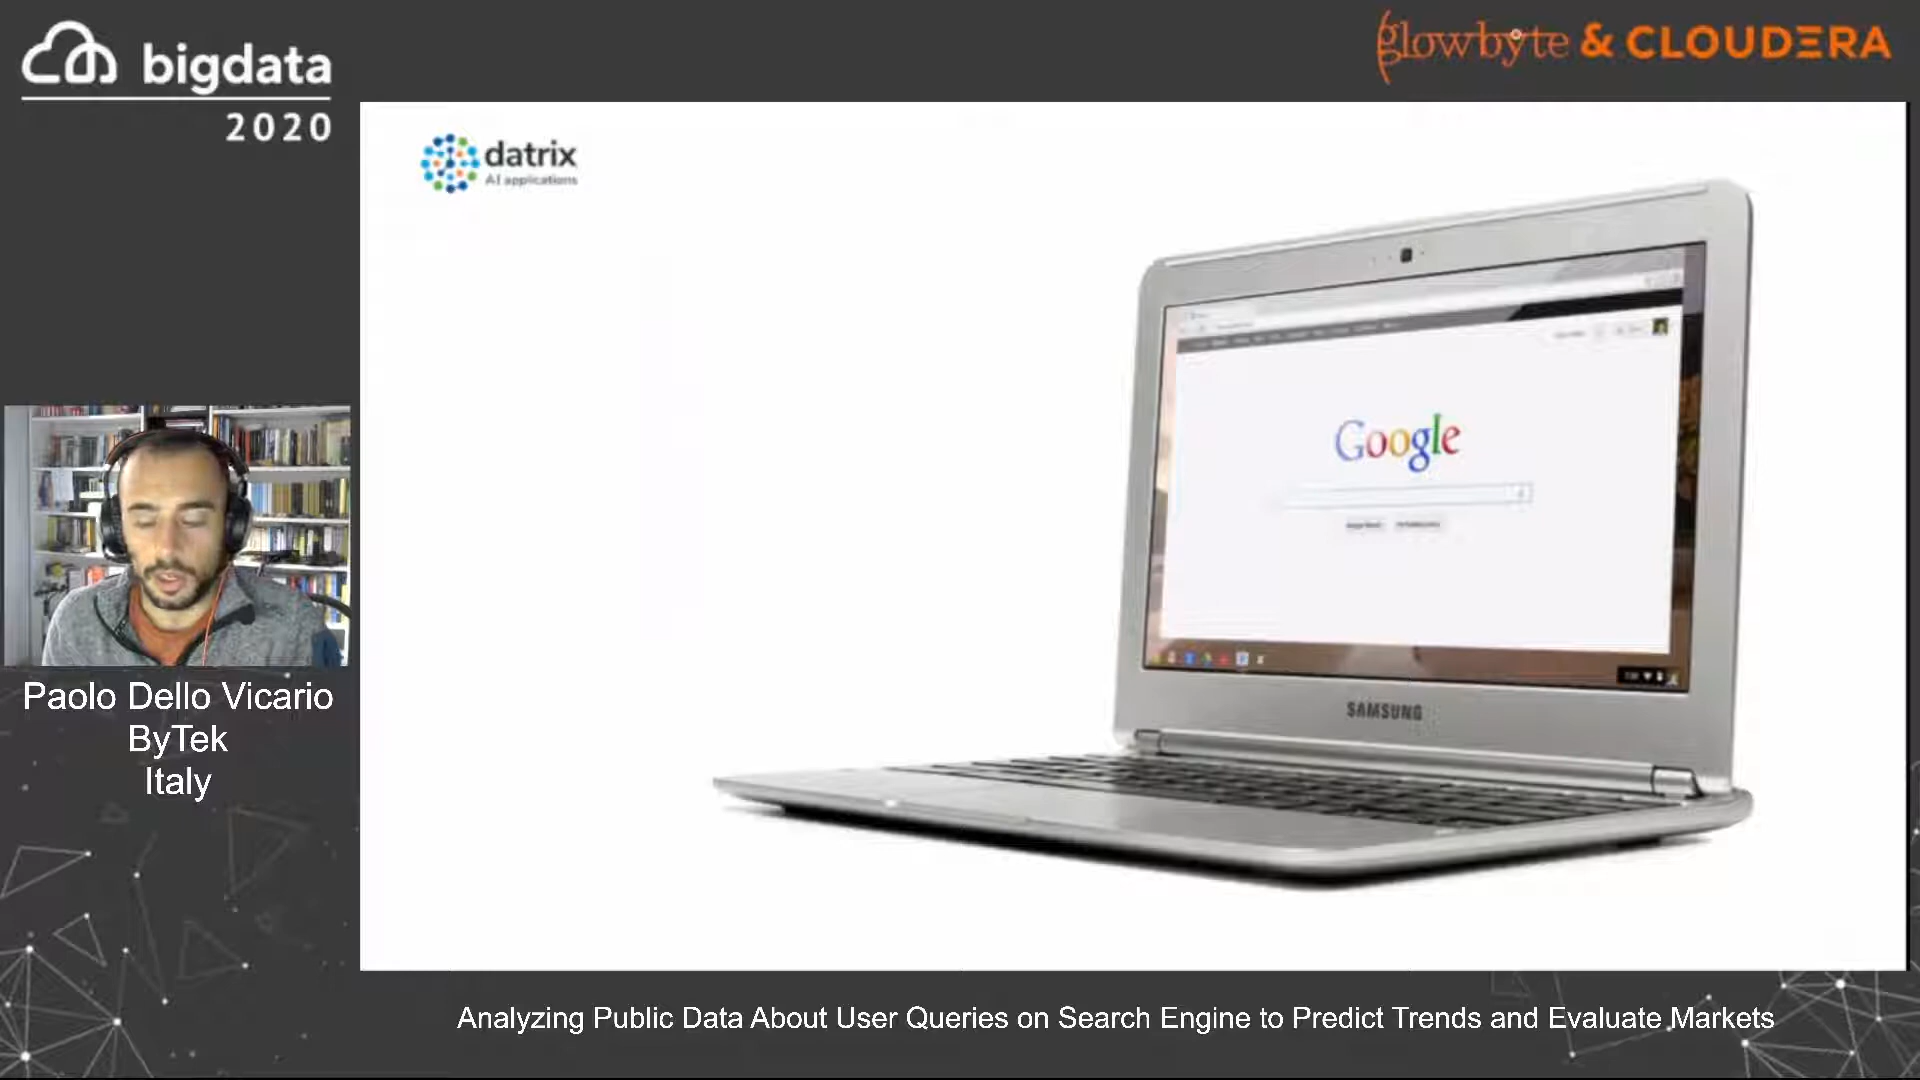 bigdata
2020
glowbyte & CLOUDERA
datrix
AI applications
Google
SAMSUNG
Paolo Dello Vicario
ByTek
Italy
Analyzing Public Data About User Queries on Search Engine to Predict Trends and Evaluate Markets